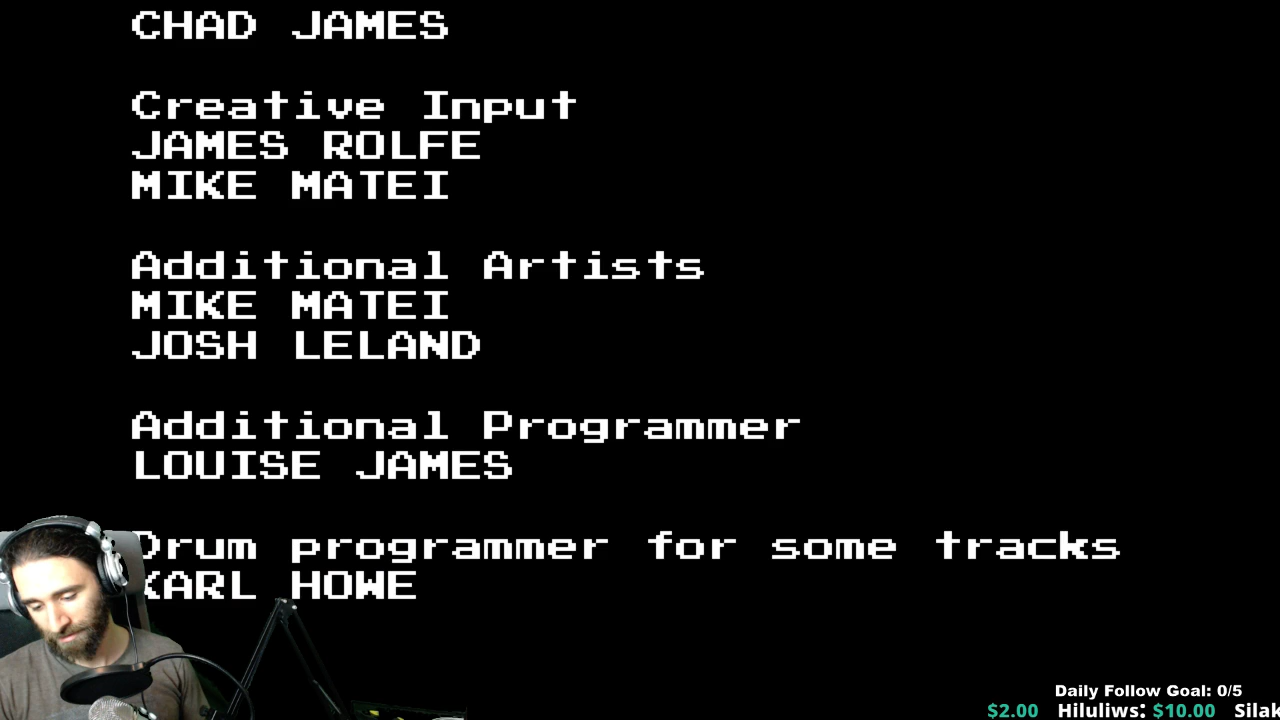 CHAD JAMES
Creative Input
JAMES ROLFE
MIKE MATEI
Additional Artists
MIKE MATEI
JOSH LELAND
Additional Programmer
LOUISE JAMES
Drum programmer for some tracks
KARL HOWE
Daily Follow Goal: 0/5
$2.00 Hiluliws: $10.00 Silak